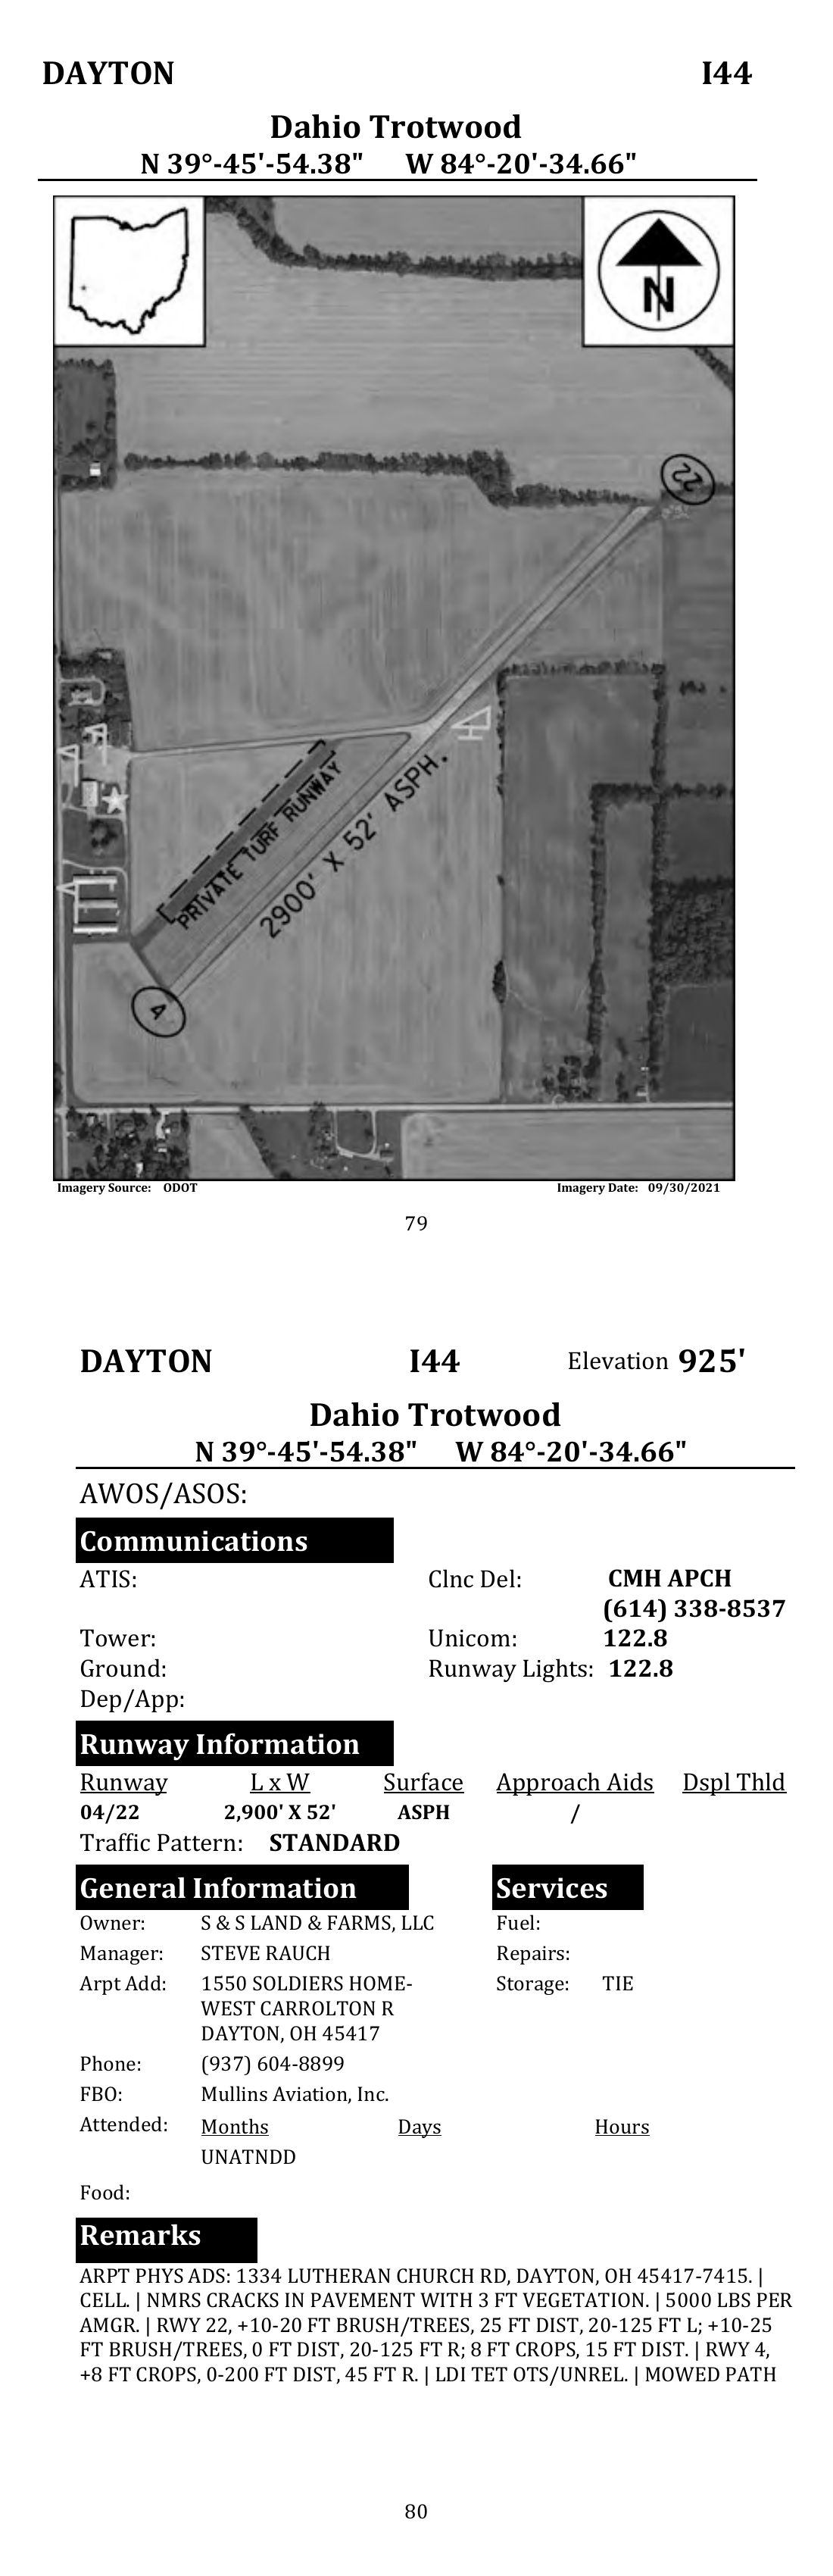 DAYTON I44
Dahio Trotwood
N 39°-45'-54.38" W 84°-20'-34.66"
N
22
PRIVATE TURF RUNWAY
2900' X 52' ASPH.
4
Imagery Source: ODOT Imagery Date: 09/30/2021
79
DAYTON I44 Elevation 925'
Dahio Trotwood
N 39°-45'-54.38" W 84°-20'-34.66"
AWOS/ASOS:
Communications
ATIS: Clnc Del: CMH APCH
(614) 338-8537
Tower: Unicom: 122.8
Ground: Runway Lights: 122.8
Dep/App:
Runway Information
Runway L x W Surface Approach Aids Dspl Thld
04/22 2,900' X 52' ASPH /
Traffic Pattern: STANDARD
General Information Services
Owner: S & S LAND & FARMS, LLC Fuel:
Manager: STEVE RAUCH Repairs:
Arpt Add: 1550 SOLDIERS HOME- Storage: TIE
WEST CARROLTON R
DAYTON, OH 45417
Phone: (937) 604-8899
FBO: Mullins Aviation, Inc.
Attended: Months Days Hours
UNATNDD
Food:
Remarks
ARPT PHYS ADS: 1334 LUTHERAN CHURCH RD, DAYTON, OH 45417-7415. |
CELL. | NMRS CRACKS IN PAVEMENT WITH 3 FT VEGETATION. | 5000 LBS PER
AMGR. | RWY 22, +10-20 FT BRUSH/TREES, 25 FT DIST, 20-125 FT L; +10-25
FT BRUSH/TREES, 0 FT DIST, 20-125 FT R; 8 FT CROPS, 15 FT DIST. | RWY 4,
+8 FT CROPS, 0-200 FT DIST, 45 FT R. | LDI TET OTS/UNREL. | MOWED PATH
80